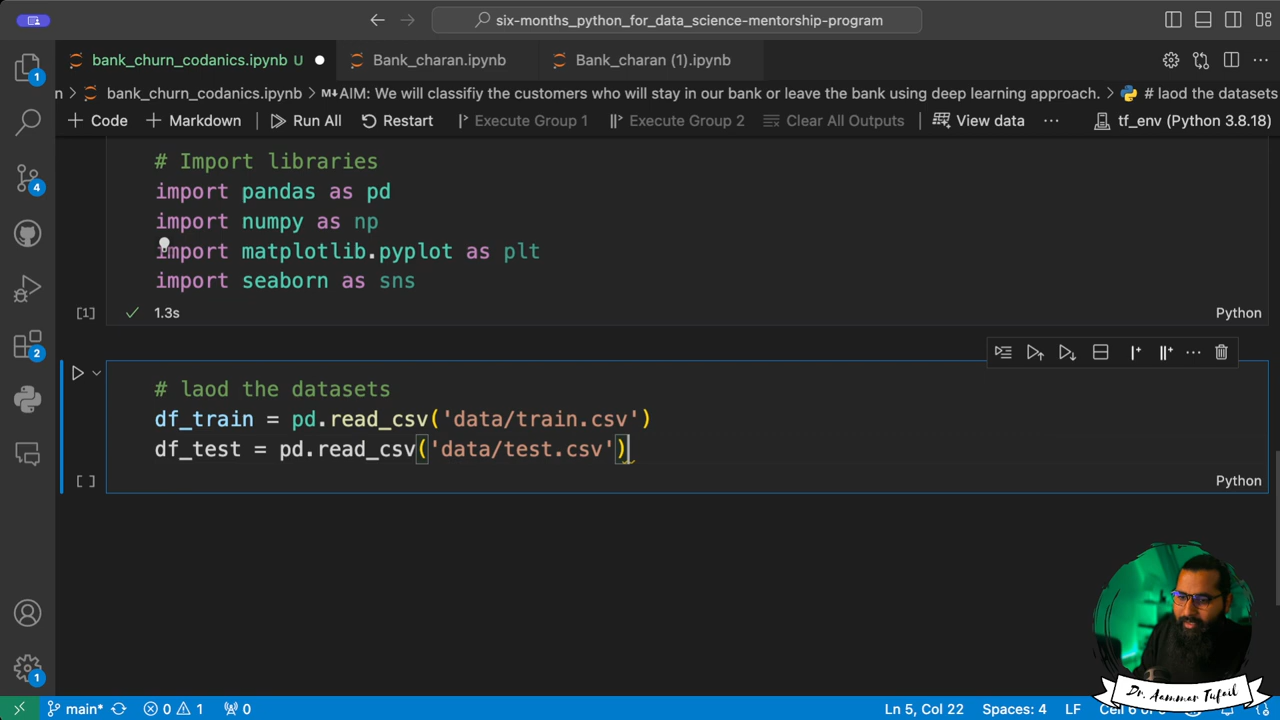 six-months_python_for_data_science-mentorship-program
bank_churn_codanics.ipynb U
Bank_charan.ipynb
Bank_charan (1).ipynb
n > bank_churn_codanics.ipynb > M↓AIM: We will classifiy the customers who will stay in our bank or leave the bank using deep learning approach. > # laod the datasets
+ Code + Markdown Run All Restart Execute Group 1 Execute Group 2 Clear All Outputs View data ··· tf_env (Python 3.8.18)
# Import libraries
import pandas as pd
import numpy as np
import matplotlib.pyplot as plt
import seaborn as sns
[1] ✓ 1.3s Python
# laod the datasets
df_train = pd.read_csv('data/train.csv')
df_test = pd.read_csv('data/test.csv')
[ ] Python
1
4
2
1
Dr. Aammar Tufail
main* 0 1 0 Ln 5, Col 22 Spaces: 4 LF